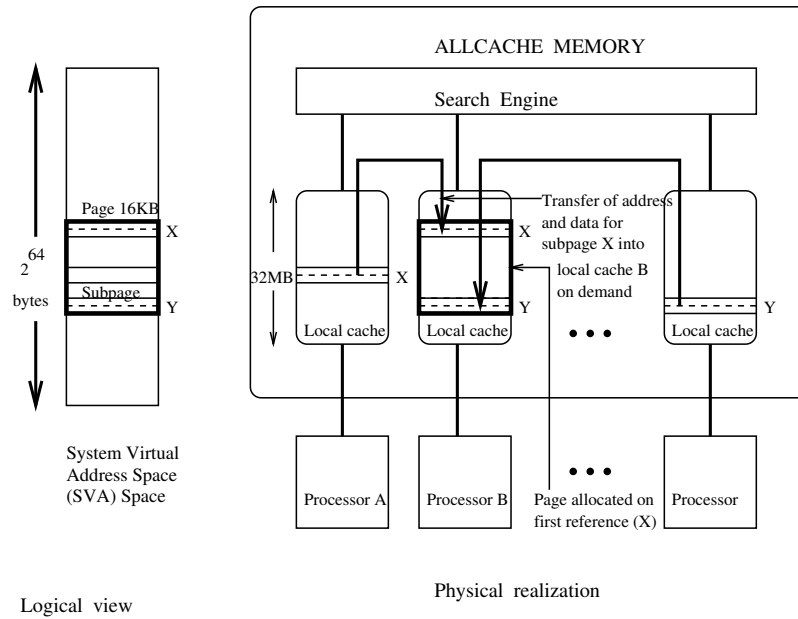 ALLCACHE MEMORY
Search Engine
Page 16KB
X
2^64
bytes
Subpage
Y
System Virtual
Address Space
(SVA) Space
Logical view
32MB
X
Local cache
X
Y
Local cache
Transfer of address
and data for
subpage X into
local cache B
on demand
Y
Local cache
Processor A
Processor B
Page allocated on
first reference (X)
Processor
Physical realization